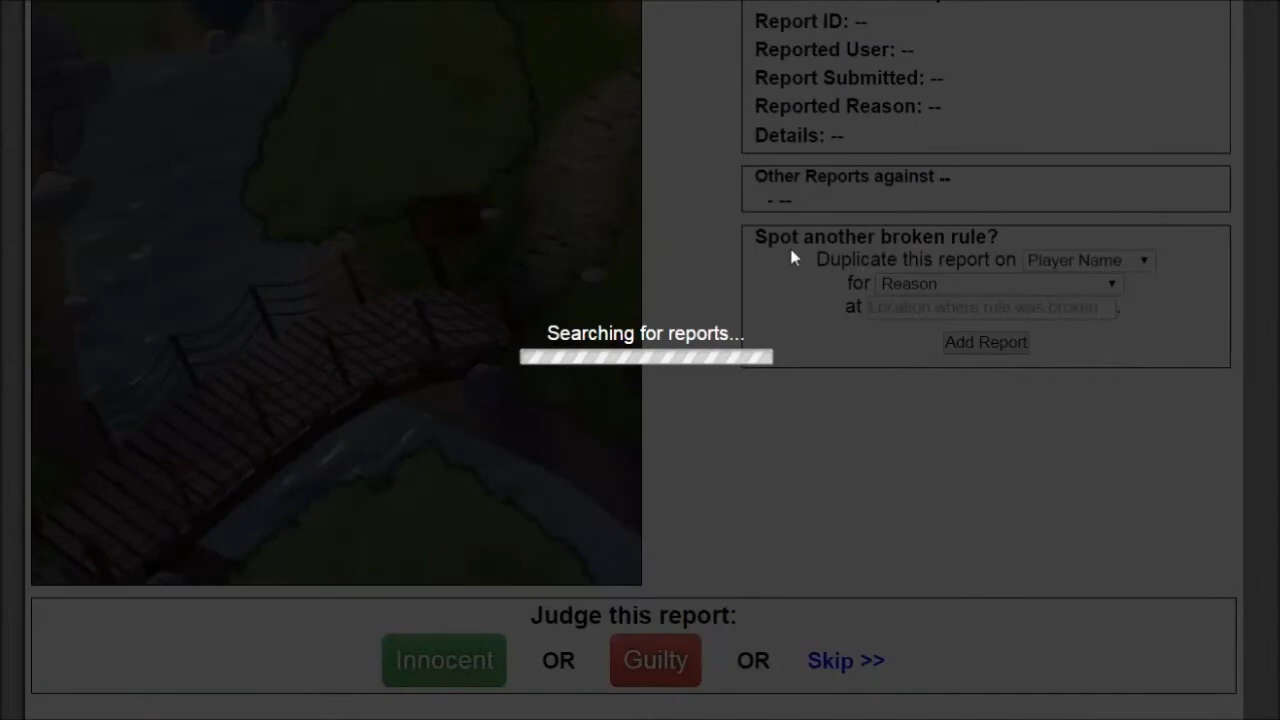 Report ID: --
Reported User: --
Report Submitted: --
Reported Reason: --
Details: --
Other Reports against --
- --
Spot another broken rule?
Duplicate this report on Player Name
for Reason
at Location where rule was broken .
Add Report
Searching for reports...
Judge this report:
Innocent OR Guilty OR Skip >>